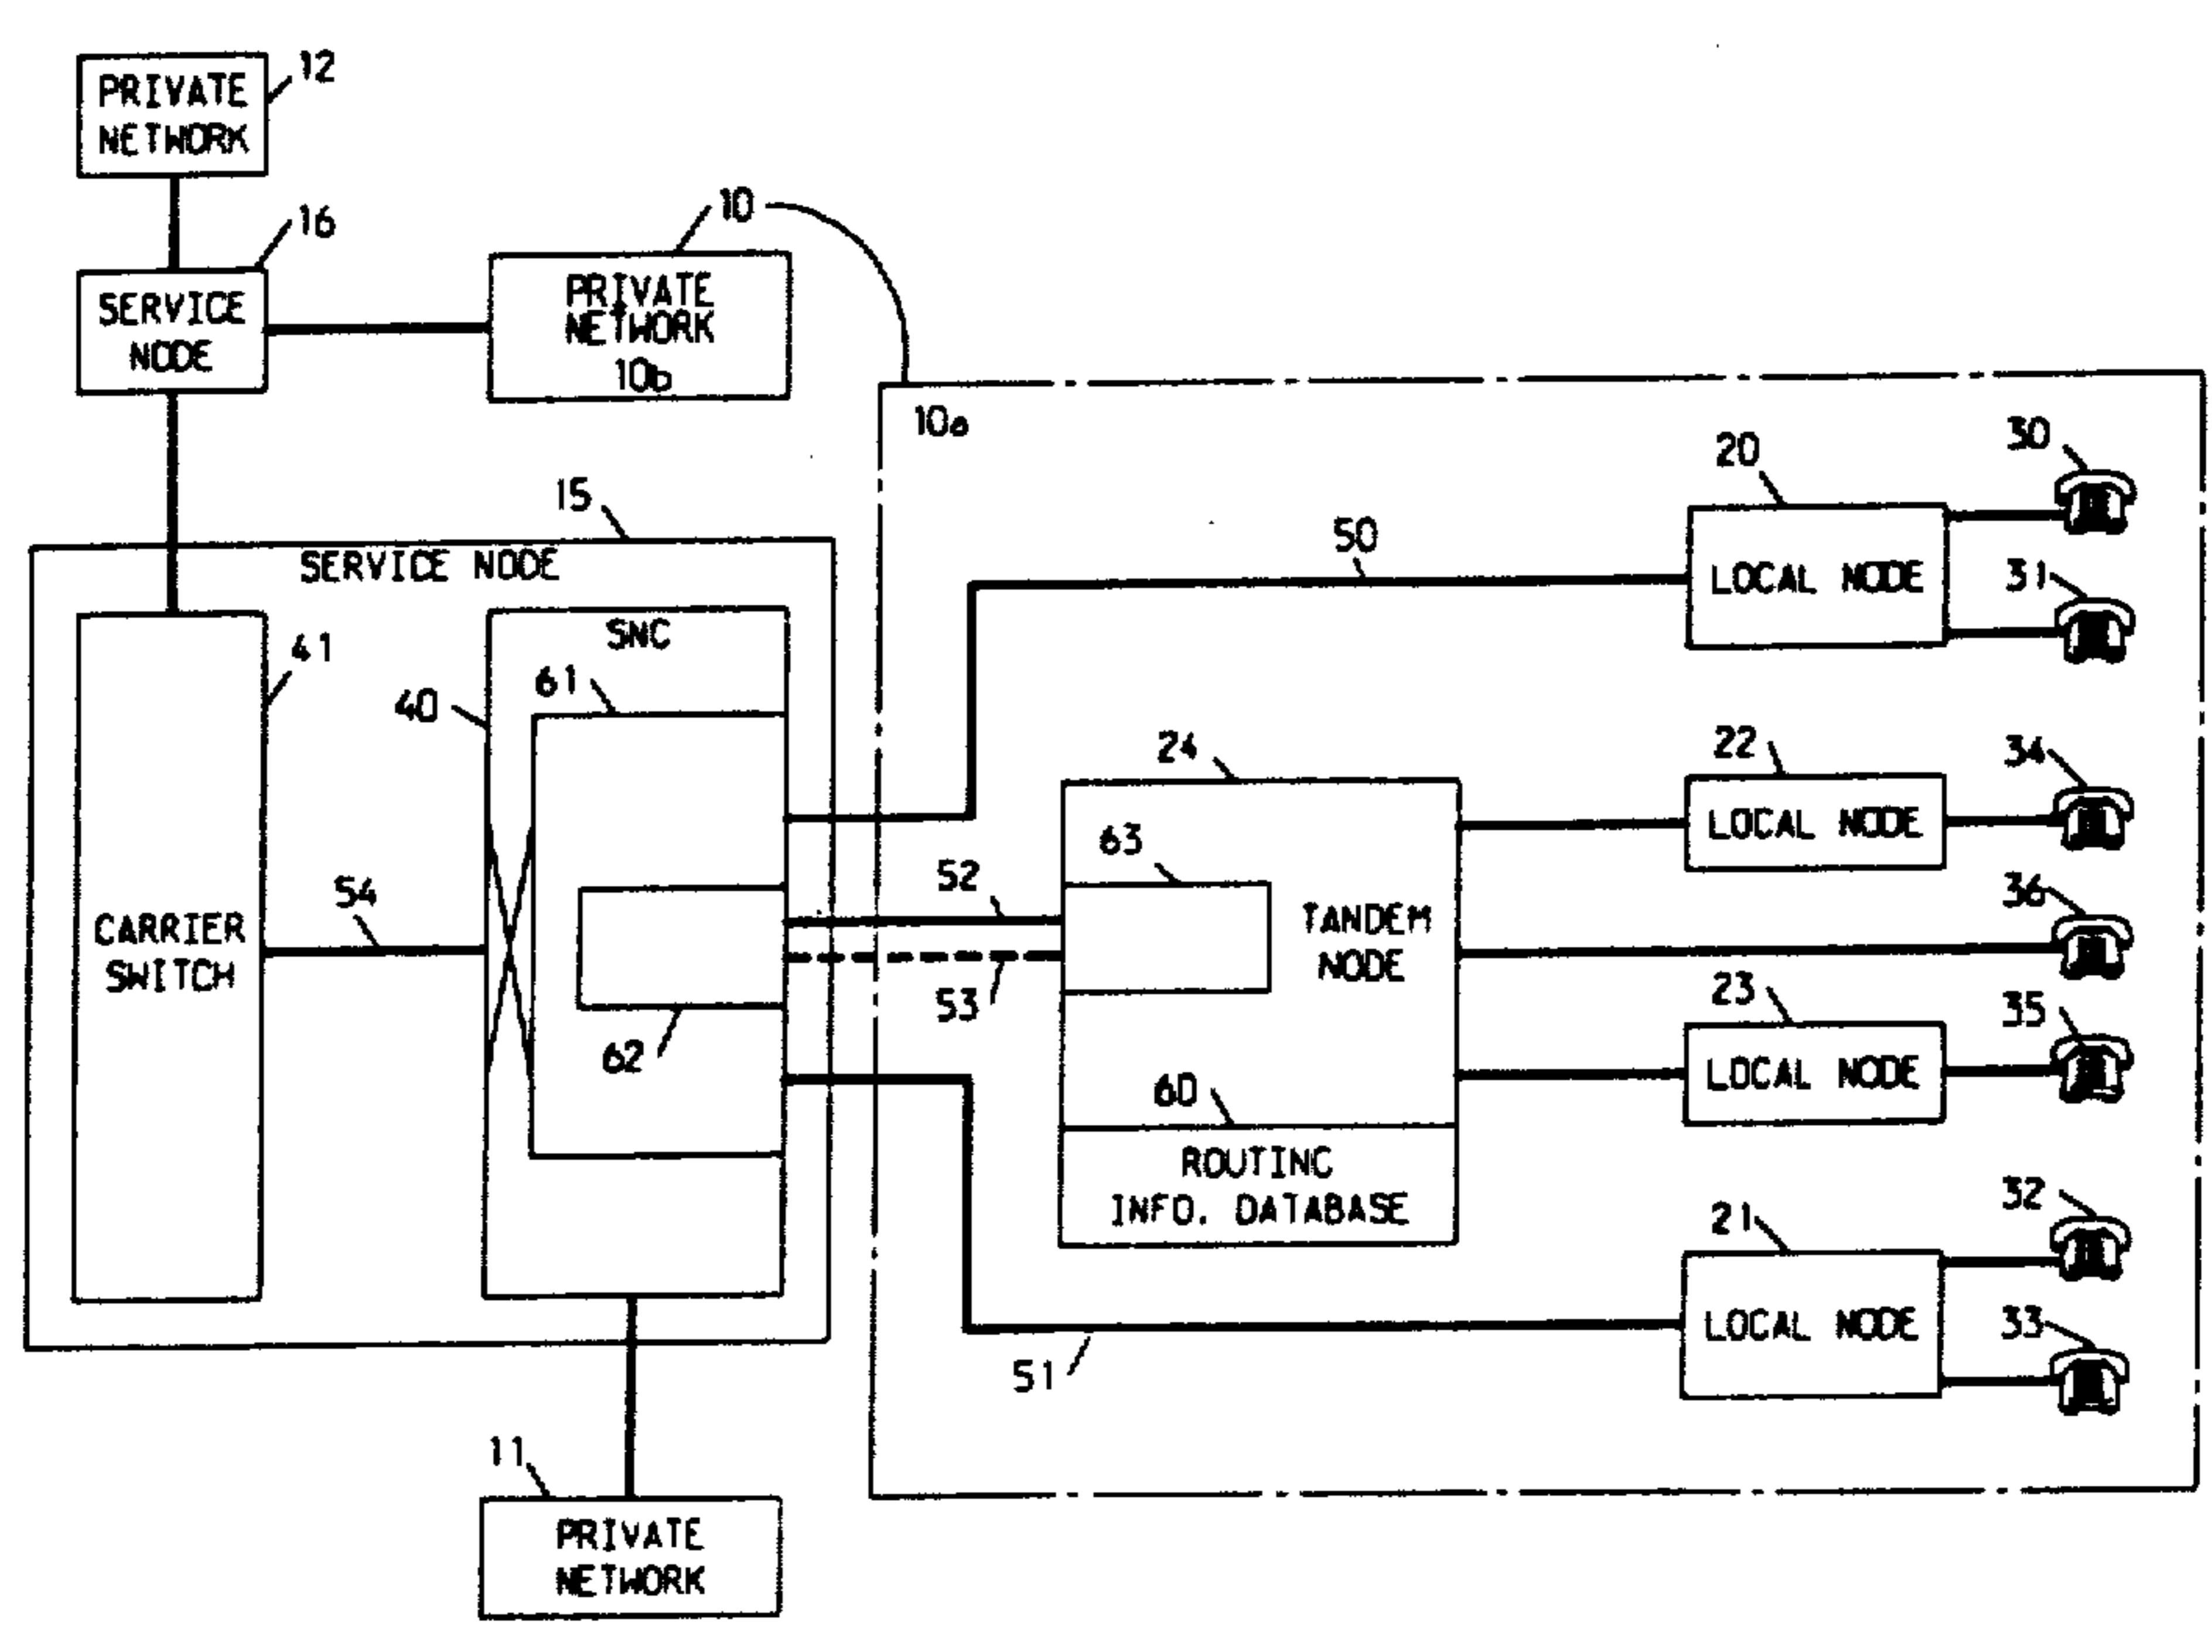 12
PRIVATE
NETWORK
16
SERVICE
NODE
10
PRIVATE
NETWORK
10b
10a
15
SERVICE NODE
41
CARRIER
SWITCH
54
40
SNC
61
62
50
52
53
51
24
63
TANDEM
NODE
60
ROUTING
INFO. DATABASE
20
LOCAL NODE
30
31
22
LOCAL NODE
34
36
23
LOCAL NODE
35
21
LOCAL NODE
32
33
11
PRIVATE
NETWORK